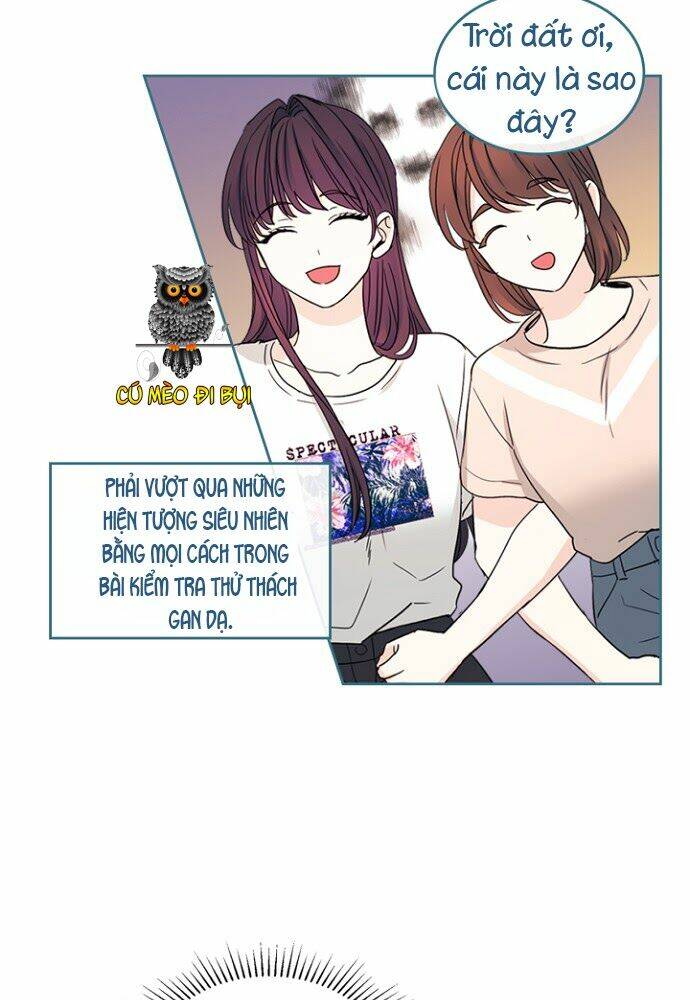 Trời đất ơi,
cái này là sao
đây?
CÚ MÈO ĐI BỤI
SPECTACULAR
PHẢI VƯỢT QUA NHỮNG
HIỆN TƯỢNG SIÊU NHIÊN
BẰNG MỌI CÁCH TRONG
BÀI KIỂM TRA THỬ THÁCH
GAN DẠ.